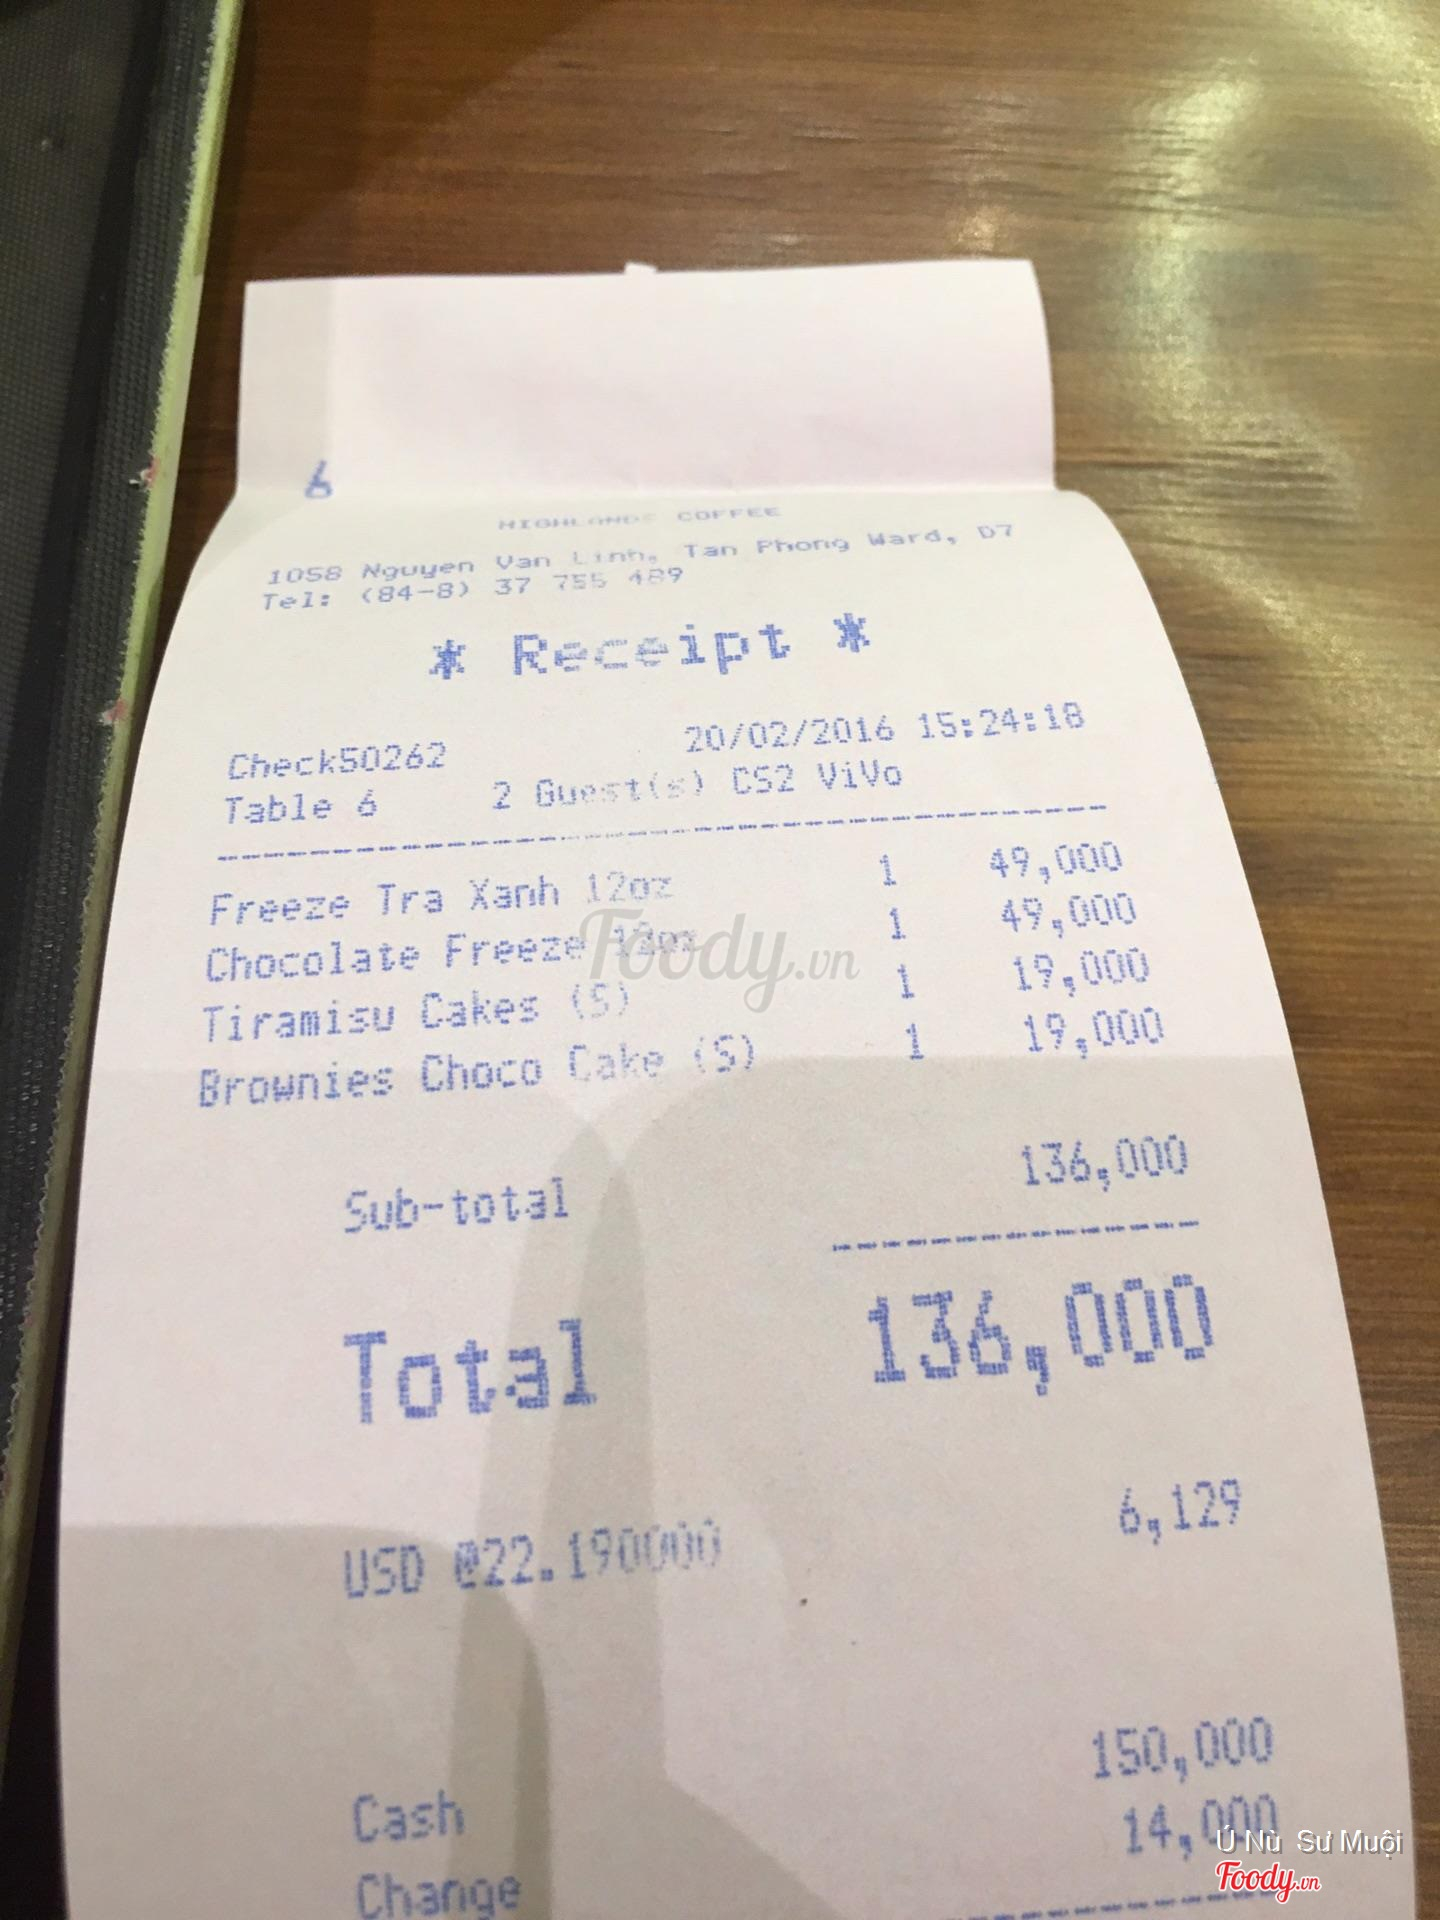 6
HIGHLANDS COFFEE
1058 Nguyen Van Linh, Tan Phong Ward, D7
Tel: (84-8) 37 755 489
* Receipt *
Check50262 20/02/2016 15:24:18
Table 6 2 Guest(s) CS2 ViVo
Freeze Tra Xanh 12oz 1 49,000
Chocolate Freeze 12oz 1 49,000
Tiramisu Cakes (S) 1 19,000
Brownies Choco Cake (S) 1 19,000
Sub-total 136,000
Total 136,000
USD @22.190000 6,129
Cash 150,000
Change 14,000
Foody.vn
Ú Nù Sư Muội
Foody.vn